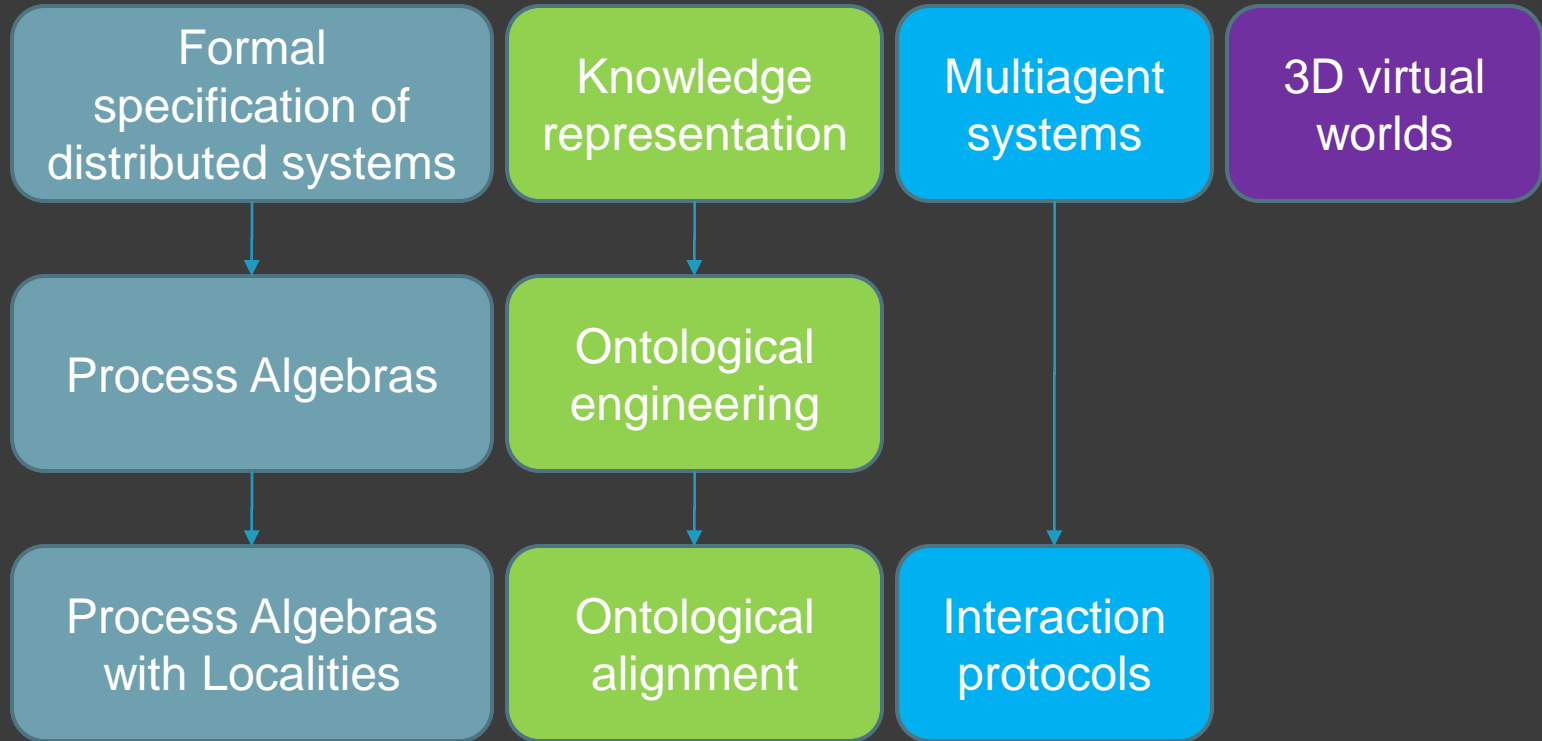 Formal
specification of
distributed systems
Knowledge
representation
Multiagent
systems
3D virtual
worlds
Process Algebras
Ontological
engineering
Process Algebras
with Localities
Ontological
alignment
Interaction
protocols